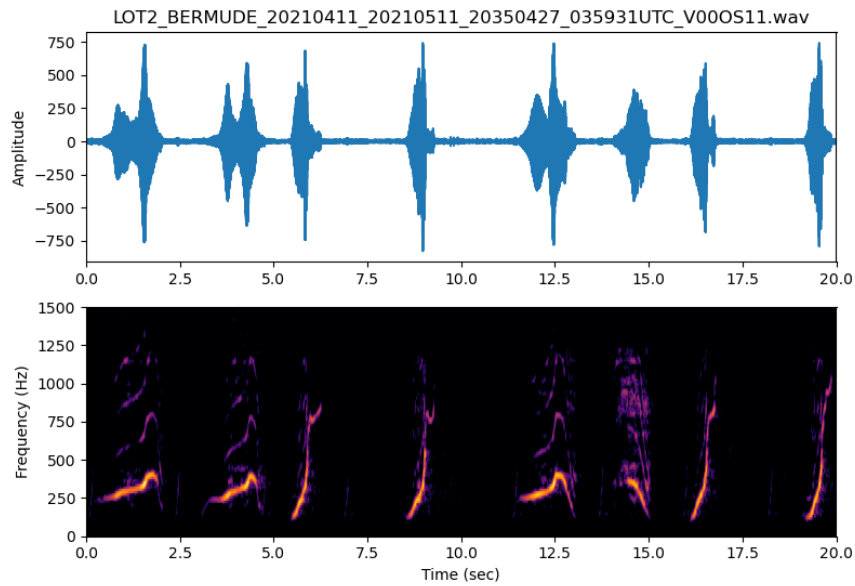 LOT2_BERMUDE_20210411_20210511_20350427_035931UTC_V00OS11.wav
750
500
250
0
−250
−500
−750
Amplitude
0.0 2.5 5.0 7.5 10.0 12.5 15.0 17.5 20.0
1500
1250
1000
750
500
250
0
Frequency (Hz)
0.0 2.5 5.0 7.5 10.0 12.5 15.0 17.5 20.0
Time (sec)